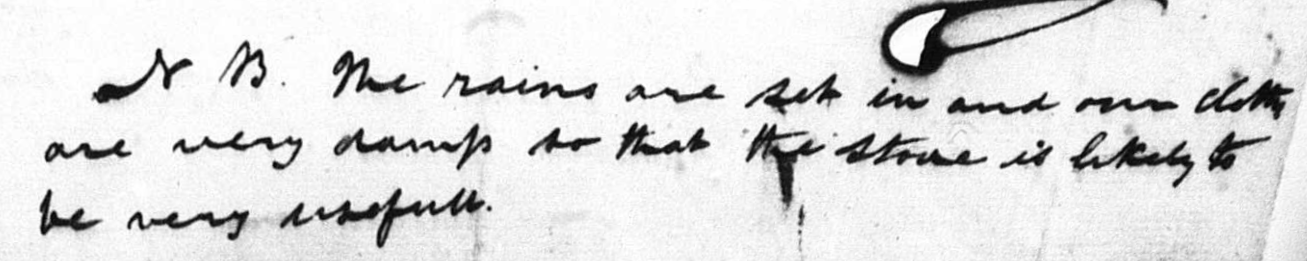 N B. The rains are set in and our cloths
are very damp so that the stove is likely to
be very usefull.